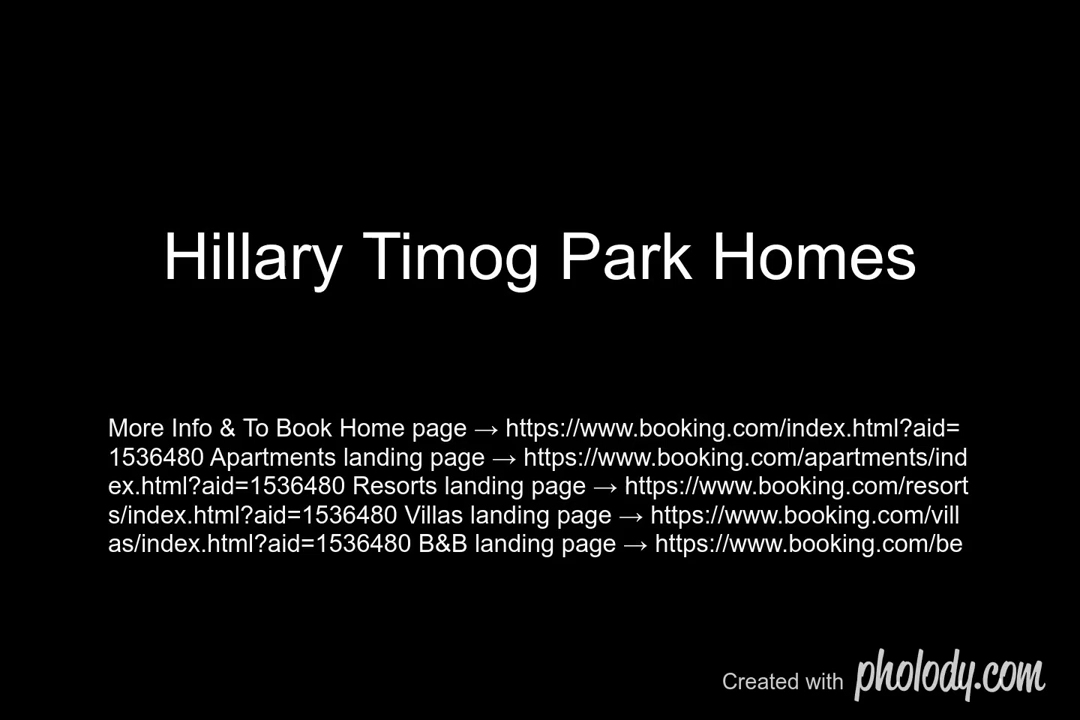 Hillary Timog Park Homes
More Info & To Book Home page → https://www.booking.com/index.html?aid=
1536480 Apartments landing page → https://www.booking.com/apartments/ind
ex.html?aid=1536480 Resorts landing page → https://www.booking.com/resort
s/index.html?aid=1536480 Villas landing page → https://www.booking.com/vill
as/index.html?aid=1536480 B&B landing page → https://www.booking.com/be
Created with pholody.com